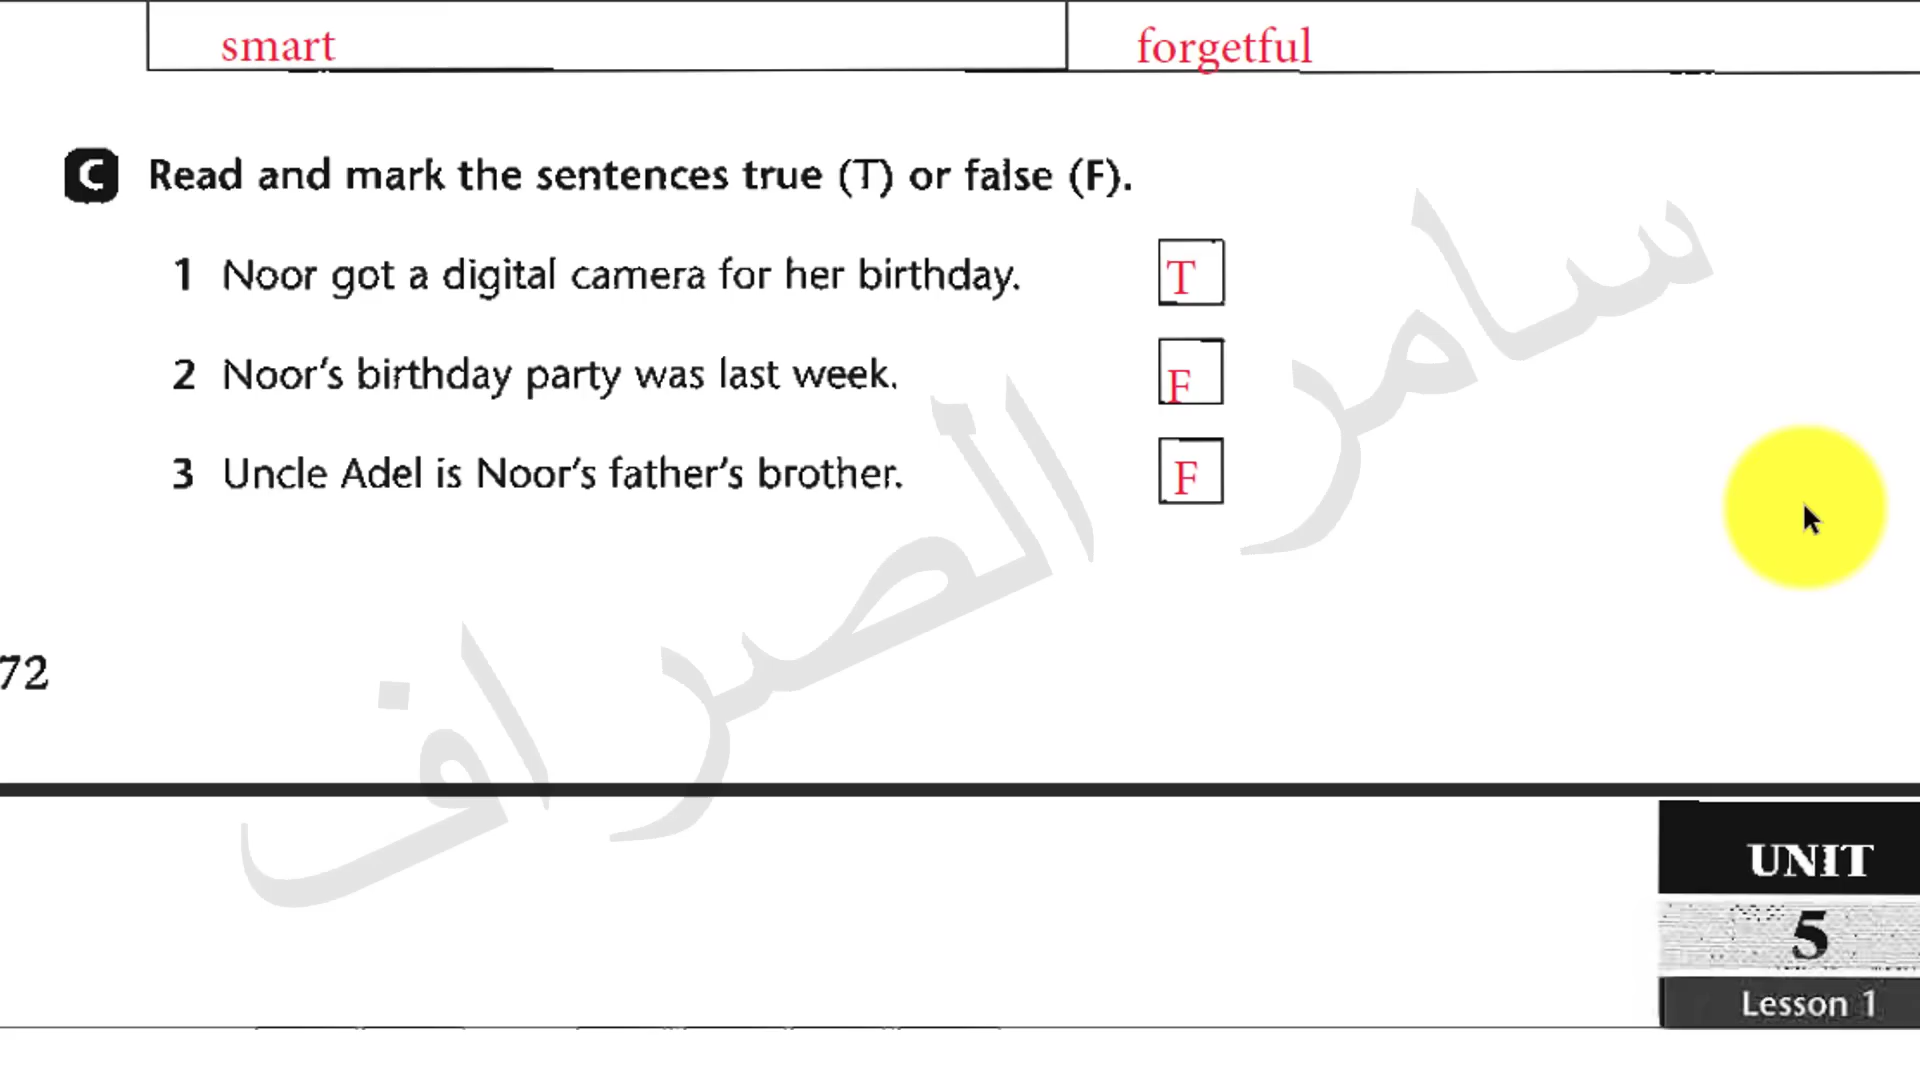 smart forgetful
C Read and mark the sentences true (T) or false (F).
1 Noor got a digital camera for her birthday. T
2 Noor's birthday party was last week. F
3 Uncle Adel is Noor's father's brother. F
سامر الصراف
72
UNIT
5
Lesson 1